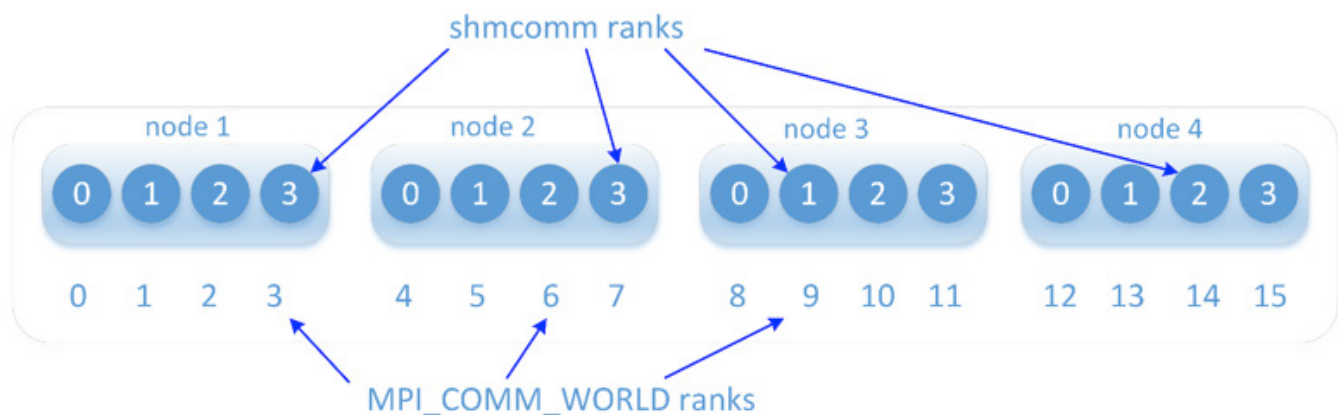 shmcomm ranks
node 1 node 2 node 3 node 4
0 1 2 3 0 1 2 3 0 1 2 3 0 1 2 3
0 1 2 3 4 5 6 7 8 9 10 11 12 13 14 15
MPI_COMM_WORLD ranks